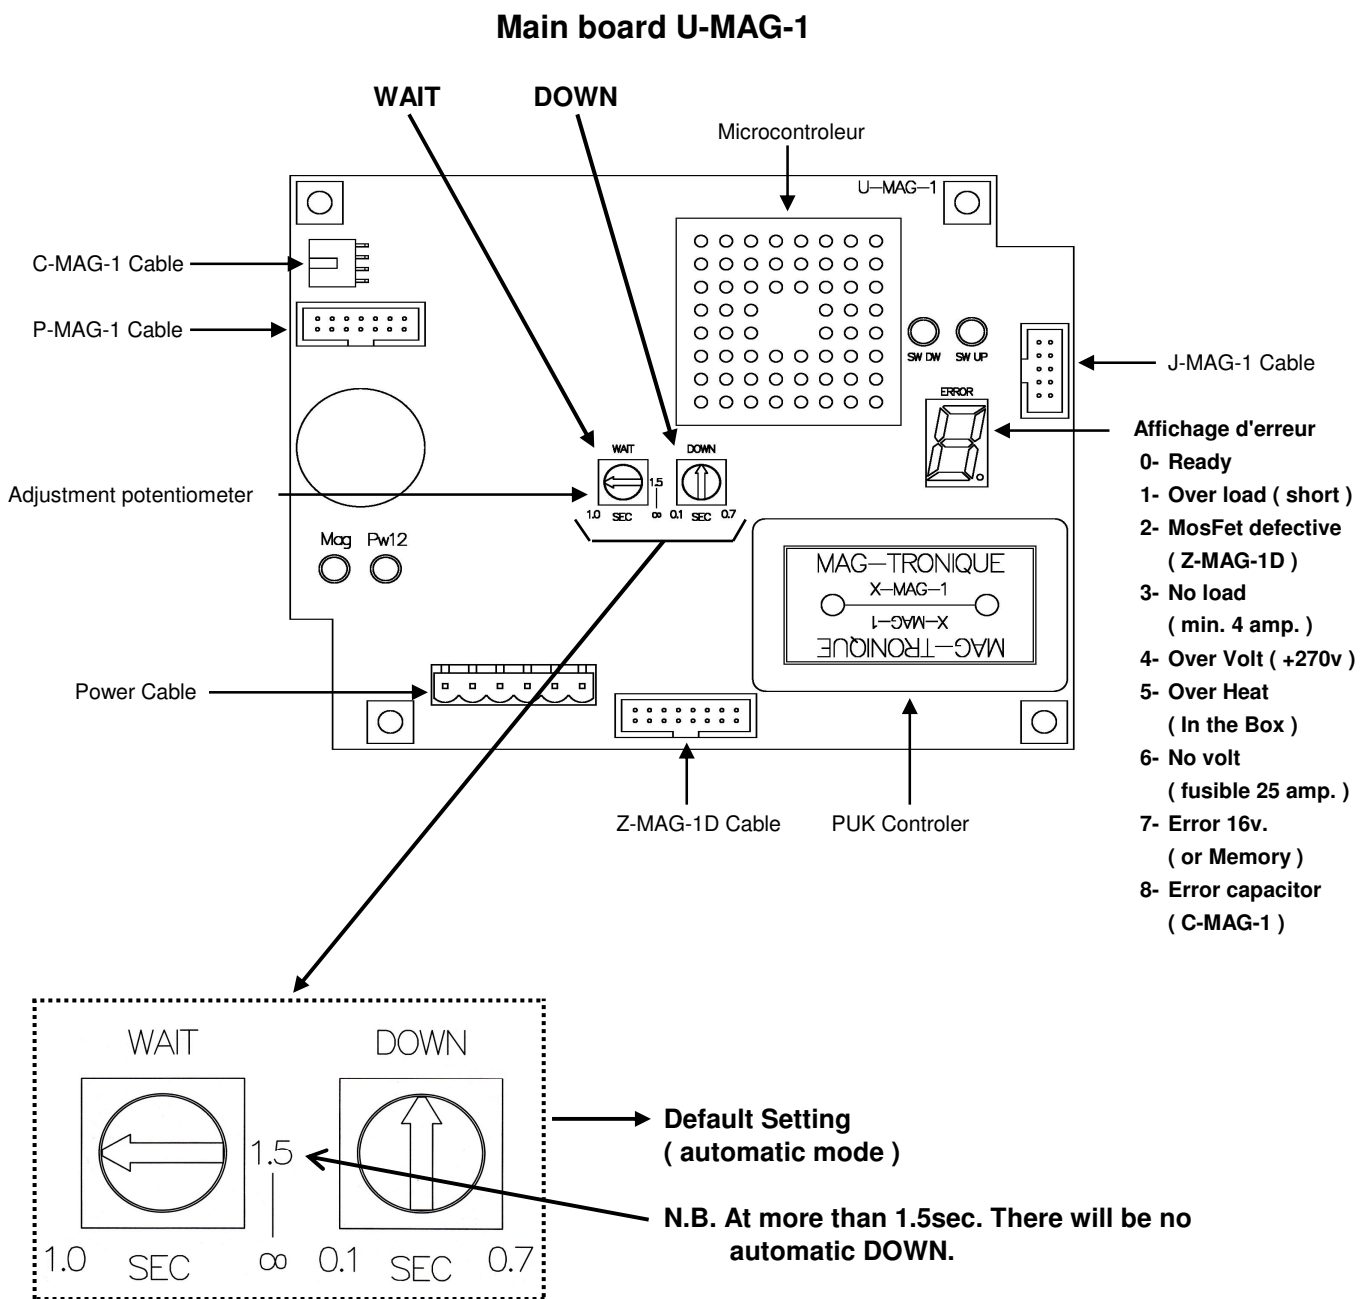 Main board U-MAG-1
WAIT DOWN
Microcontroleur
U-MAG-1
C-MAG-1 Cable
P-MAG-1 Cable
SW DW SW UP
J-MAG-1 Cable
ERROR
Affichage d'erreur
0- Ready
1- Over load ( short )
2- MosFet defective
( Z-MAG-1D )
3- No load
( min. 4 amp. )
4- Over Volt ( +270v )
5- Over Heat
( In the Box )
6- No volt
( fusible 25 amp. )
7- Error 16v.
( or Memory )
8- Error capacitor
( C-MAG-1 )
WAIT DOWN
1.5
Adjustment potentiometer
1.0 SEC ∞ 0.1 SEC 0.7
Mag Pw12
MAG-TRONIQUE
X-MAG-1
X-MAG-1
MAG-TRONIQUE
Power Cable
Z-MAG-1D Cable
PUK Controler
WAIT DOWN
1.5
1.0 SEC ∞ 0.1 SEC 0.7
Default Setting
( automatic mode )
N.B. At more than 1.5sec. There will be no
automatic DOWN.